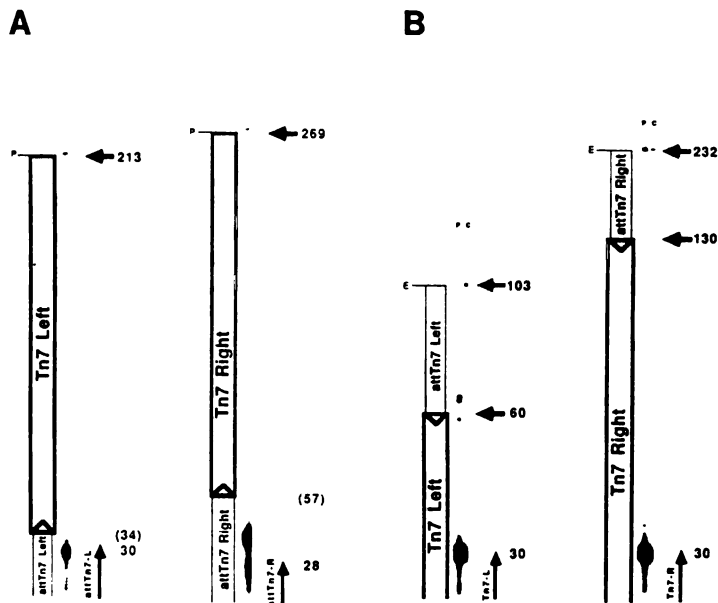 A
B
P
213
P
269
Tn7 Left
Tn7 Right
attTn7 Left
attTn7 Right
(34)
30
attTn7-L
(57)
28
attTn7-R
P C
E
232
attTn7 Right
130
P C
E
103
attTn7 Left
60
Tn7 Left
Tn7 Right
30
Tn7-L
30
Tn7-R